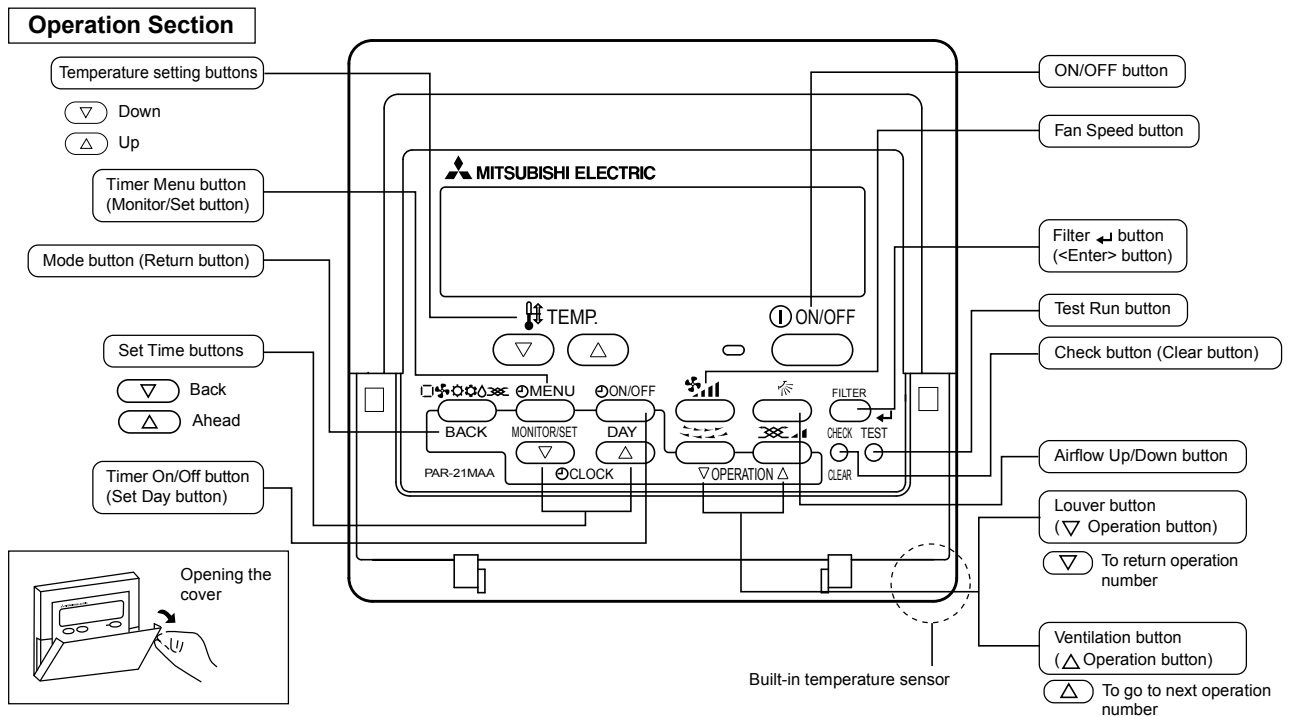 Operation Section
Temperature setting buttons
▽ Down
△ Up
Timer Menu button
(Monitor/Set button)
Mode button (Return button)
Set Time buttons
▽ Back
△ Ahead
Timer On/Off button
(Set Day button)
Opening the
cover
MITSUBISHI ELECTRIC
TEMP.
ON/OFF
▽ △
MENU
ON/OFF
FILTER
BACK
MONITOR/SET
DAY
CHECK TEST
▽ △
PAR-21MAA
CLOCK
▽ OPERATION △
CLEAR
ON/OFF button
Fan Speed button
Filter ↵ button
(<Enter> button)
Test Run button
Check button (Clear button)
Airflow Up/Down button
Louver button
(▽ Operation button)
▽ To return operation
number
Ventilation button
(△ Operation button)
△ To go to next operation
number
Built-in temperature sensor